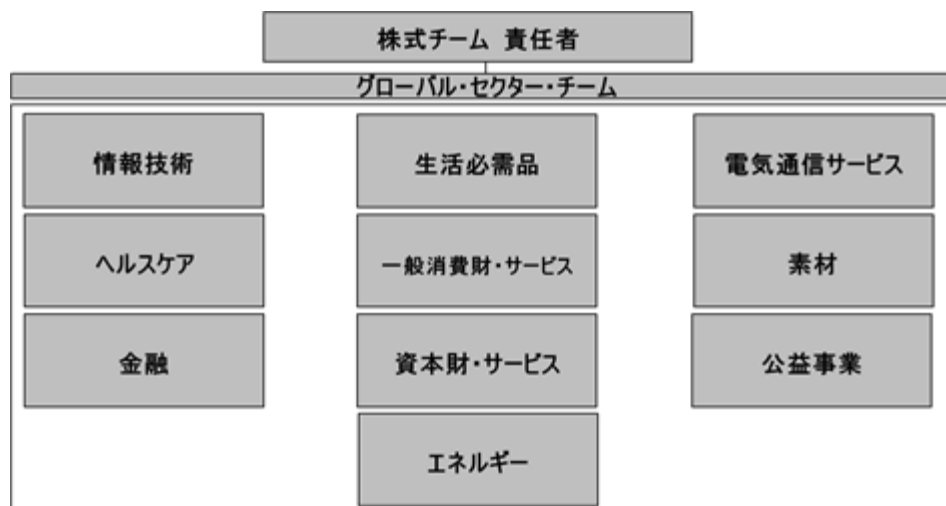 株式チーム 責任者
グローバル・セクター・チーム
情報技術
生活必需品
電気通信サービス
ヘルスケア
一般消費財・サービス
素材
金融
資本財・サービス
公益事業
エネルギー